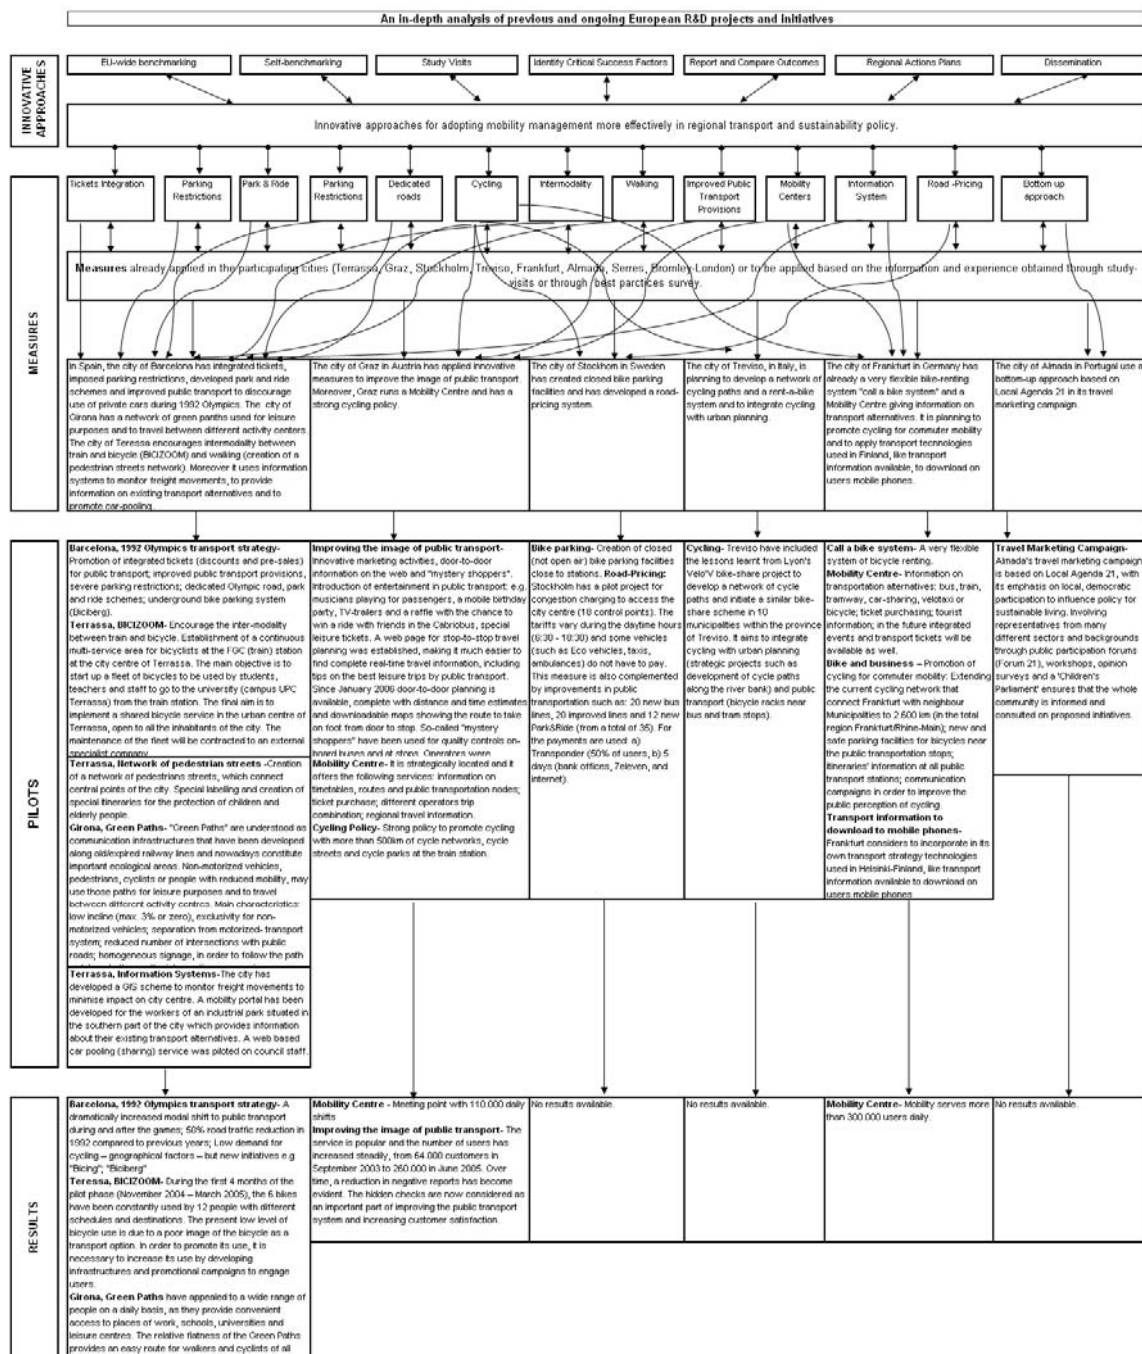 An in-depth analysis of previous and ongoing European R&D projects and initiatives
INNOVATIVE
APPROACHES
EU-wide benchmarking
Self-benchmarking
Study Visits
Identify Critical Success Factors
Report and Compare Outcomes
Regional Actions Plans
Dissemination
Innovative approaches for adopting mobility management more effectively in regional transport and sustainability policy.
MEASURES
Tickets Integration
Parking
Restrictions
Park & Ride
Parking
Restrictions
Dedicated
roads
Cycling
Intermodality
Walking
Improved Public
Transport
Provisions
Mobility
Centers
Information
System
Road -Pricing
Bottom up
approach
Measures already applied in the participating cities (Terrassa, Graz, Stockholm, Treviso, Frankfurt, Almada, Serres, Bromley-London) or to be applied based on the information and experience obtained through study-
visits or through best parctices survey.
In Spain, the city of Barcelona has integrated tickets,
imposed parking restrictions, developed park and ride
schemes and improved public transport to discourage
use of private cars during 1992 Olympics. The city of
Girona has a network of green paths used for leisure
purposes and to travel between different activity centers.
The city of Teressa encourages intermodality between
train and bicycle (BICIZOOM) and walking (creation of a
pedestrian streets network). Moreover it uses information
systems to monitor freight movements, to provide
information on existing transport alternatives and to
promote car-pooling.
The city of Graz in Austria has applied innovative
measures to improve the image of public transport.
Moreover, Graz runs a Mobility Centre and has a
strong cycling policy.
The city of Stockhom in Sweden
has created closed bike parking
facilities and has developed a road-
pricing system.
The city of Treviso, in Italy, is
planning to develop a network of
cycling paths and a rent-a-bike
system and to integrate cycling
with urban planning.
The city of Frankfurt in Germany has
already a very flexible bike-renting
system "call a bike system" and a
Mobility Centre giving information on
transport alternatives. It is planning to
promote cycling for commuter mobility
and to apply transport technologies
used in Finland, like transport
information available, to download on
users mobile phones.
The city of Almada in Portugal use a
bottom-up approach based on
Local Agenda 21 in its travel
marketing campaign.
PILOTS
Barcelona, 1992 Olympics transport strategy-
Promotion of integrated tickets (discounts and pre-sales)
for public transport; improved public transport provisions,
severe parking restrictions; dedicated Olympic road, park
and ride schemes; underground bike parking system
(Biciberg).
Terrassa, BICIZOOM- Encourage the inter-modality
between train and bicycle. Establishment of a continuous
multi-service area for bicyclists at the FGC (train) station
at the city centre of Terrassa. The main objective is to
start up a fleet of bicycles to be used by students,
teachers and staff to go to the university (campus UPC
Terrassa) from the train station. The final aim is to
implement a shared bicycle service in the urban centre of
Terrassa, open to all the inhabitants of the city. The
maintenance of the fleet will be contracted to an external
specialist company.
Terrassa, Network of pedestrian streets -Creation
of a network of pedestrians streets, which connect
central points of the city. Special labelling and creation of
special itineraries for the protection of children and
elderly people.
Girona, Green Paths- "Green Paths" are understood as
communication infrastructures that have been developed
along old/expired railway lines and nowadays constitute
important ecological areas. Non-motorized vehicles,
pedestrians, cyclists or people with reduced mobility, may
use those paths for leisure purposes and to travel
between different activity centres. Main characteristics:
low incline (max. 3% or zero), exclusivity for non-
motorized vehicles; separation from motorized- transport
system; reduced number of intersections with public
roads; homogeneous signage, in order to follow the path
Terrassa, Information Systems-The city has
developed a GIS scheme to monitor freight movements to
minimise impact on city centre. A mobility portal has been
developed for the workers of an industrial park situated in
the southern part of the city which provides information
about their existing transport alternatives. A web based
car pooling (sharing) service was piloted on council staff.
Improving the image of public transport-
Innovative marketing activities, door-to-door
information on the web and "mystery shoppers".
Introduction of entertainment in public transport: e.g.
musicians playing for passengers, a mobile birthday
party, TV-trailers and a raffle with the chance to
win a ride with friends in the Cabriobus, special
leisure tickets. A web page for stop-to-stop travel
planning was established, making it much easier to
find complete real-time travel information, including
tips on the best leisure trips by public transport.
Since January 2006 door-to-door planning is
available, complete with distance and time estimates
and downloadable maps showing the route to take
on foot from door to stop. So-called "mystery
shoppers" have been used for quality controls on-
board buses and at stops. Operators were
Mobility Centre- It is strategically located and it
offers the following services: information on
timetables, routes and public transportation nodes;
ticket purchase; different operators trip
combination; regional travel information.
Cycling Policy- Strong policy to promote cycling
with more than 500km of cycle networks, cycle
streets and cycle parks at the train station.
Bike parking- Creation of closed
(not open air) bike parking facilities
close to stations. Road-Pricing:
Stockholm has a pilot project for
congestion charging to access the
city centre (18 control points). The
tariffs vary during the daytime hours
(6:30 - 18:30) and some vehicles
(such as Eco vehicles, taxis,
ambulances) do not have to pay.
This measure is also complemented
by improvements in public
transportation such as: 20 new bus
lines, 20 improved lines and 12 new
Park&Ride (from a total of 35). For
the payments are used: a)
Transponder (50% of users, b) 5
days (bank offices, 7eleven, and
internet).
Cycling- Treviso have included
the lessons learnt from Lyon's
Velo'V bike-share project to
develop a network of cycle
paths and initiate a similar bike-
share scheme in 10
municipalities within the province
of Treviso. It aims to integrate
cycling with urban planning
(strategic projects such as
development of cycle paths
along the river bank) and public
transport (bicycle racks near
bus and tram stops).
Call a bike system- A very flexible
system of bicycle renting.
Mobility Centre- Information on
transportation alternatives: bus, train,
tramway, car-sharing, velotaxi or
bicycle; ticket purchasing; tourist
information; in the future integrated
events and transport tickets will be
available as well.
Bike and business – Promotion of
cycling for commuter mobility: Extending
the current cycling network that
connect Frankfurt with neighbour
Municipalities to 2.600 km (in the total
region Frankfurt/Rhine-Main); new and
safe parking facilities for bicycles near
the public transportation stops;
itineraries' information at all public
transport stations; communication
campaigns in order to improve the
public perception of cycling.
Transport information to
download to mobile phones-
Frankfurt considers to incorporate in its
own transport strategy technologies
used in Helsinki-Finland, like transport
information available to download on
users mobile phones
Travel Marketing Campaign-
Almada's travel marketing campaign
is based on Local Agenda 21, with
its emphasis on local, democratic
participation to influence policy for
sustainable living. Involving
representatives from many
different sectors and backgrounds
through public participation forums
(Forum 21), workshops, opinion
surveys and a 'Children's
Parliament' ensures that the whole
community is informed and
consulted on proposed initiatives.
RESULTS
Barcelona, 1992 Olympics transport strategy- A
dramatically increased modal shift to public transport
during and after the games; 50% road traffic reduction in
1992 compared to previous years; Low demand for
cycling – geographical factors – but new initiatives e.g
"Bicing"; "Biciberg"
Teressa, BICIZOOM- During the first 4 months of the
pilot phase (November 2004 – March 2005), the 6 bikes
have been constantly used by 12 people with different
schedules and destinations. The present low level of
bicycle use is due to a poor image of the bicycle as a
transport option. In order to promote its use, it is
necessary to increase its use by developing
infrastructures and promotional campaigns to engage
users.
Girona, Green Paths have appealed to a wide range of
people on a daily basis, as they provide convenient
access to places of work, schools, universities and
leisure centres. The relative flatness of the Green Paths
provides an easy route for walkers and cyclists of all
Mobility Centre - Meeting point with 110.000 daily
shifts
Improving the image of public transport- The
service is popular and the number of users has
increased steadily, from 64.000 customers in
September 2003 to 260.000 in June 2005. Over
time, a reduction in negative reports has become
evident. The hidden checks are now considered as
an important part of improving the public transport
system and increasing customer satisfaction.
No results available.
No results available.
Mobility Centre- Mobility serves more
than 300.000 users daily.
No results available.